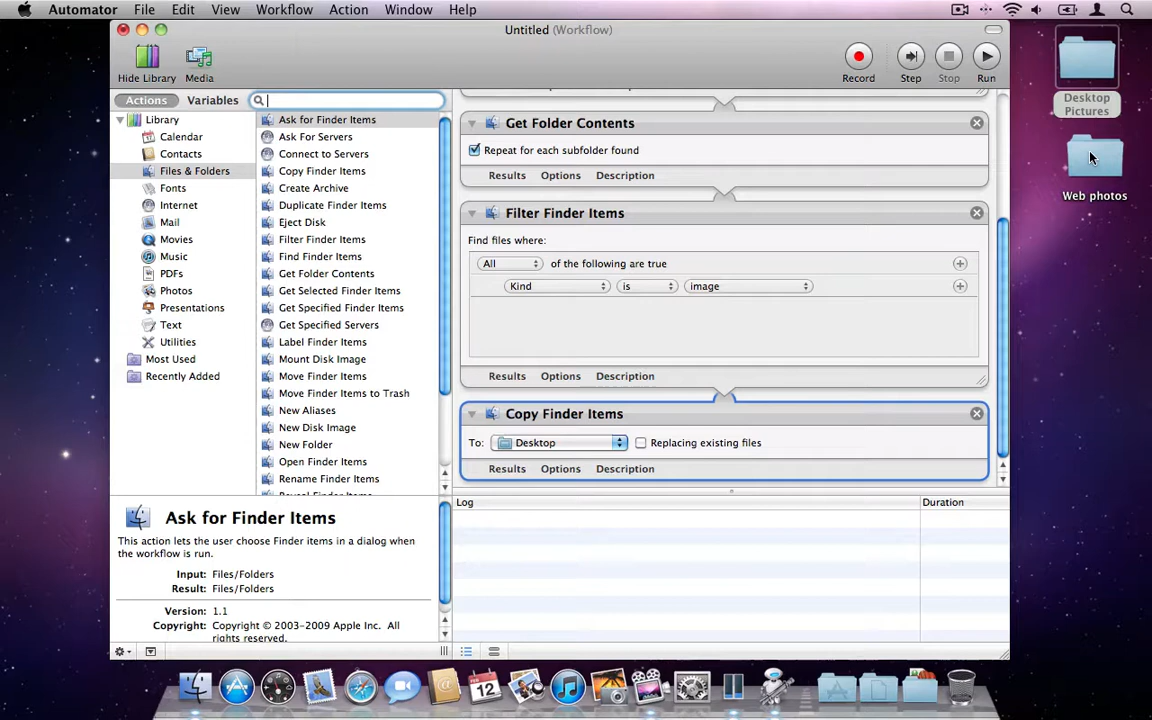 Automator File Edit View Workflow Action Window Help
Untitled (Workflow)
Hide Library Media Record Step Stop Run
Actions Variables
Library
Calendar
Contacts
Files & Folders
Fonts
Internet
Mail
Movies
Music
PDFs
Photos
Presentations
Text
Utilities
Most Used
Recently Added
Ask for Finder Items
Ask For Servers
Connect to Servers
Copy Finder Items
Create Archive
Duplicate Finder Items
Eject Disk
Filter Finder Items
Find Finder Items
Get Folder Contents
Get Selected Finder Items
Get Specified Finder Items
Get Specified Servers
Label Finder Items
Mount Disk Image
Move Finder Items
Move Finder Items to Trash
New Aliases
New Disk Image
New Folder
Open Finder Items
Rename Finder Items
Get Folder Contents
Repeat for each subfolder found
Results Options Description
Filter Finder Items
Find files where:
All of the following are true
Kind is image
Results Options Description
Copy Finder Items
To: Desktop Replacing existing files
Results Options Description
Log Duration
Ask for Finder Items
This action lets the user choose Finder items in a dialog when
the workflow is run.
Input: Files/Folders
Result: Files/Folders
Version: 1.1
Copyright: © 2003-2009 Apple Inc. All
rights reserved.
Desktop
Pictures
Web photos
FEB
12